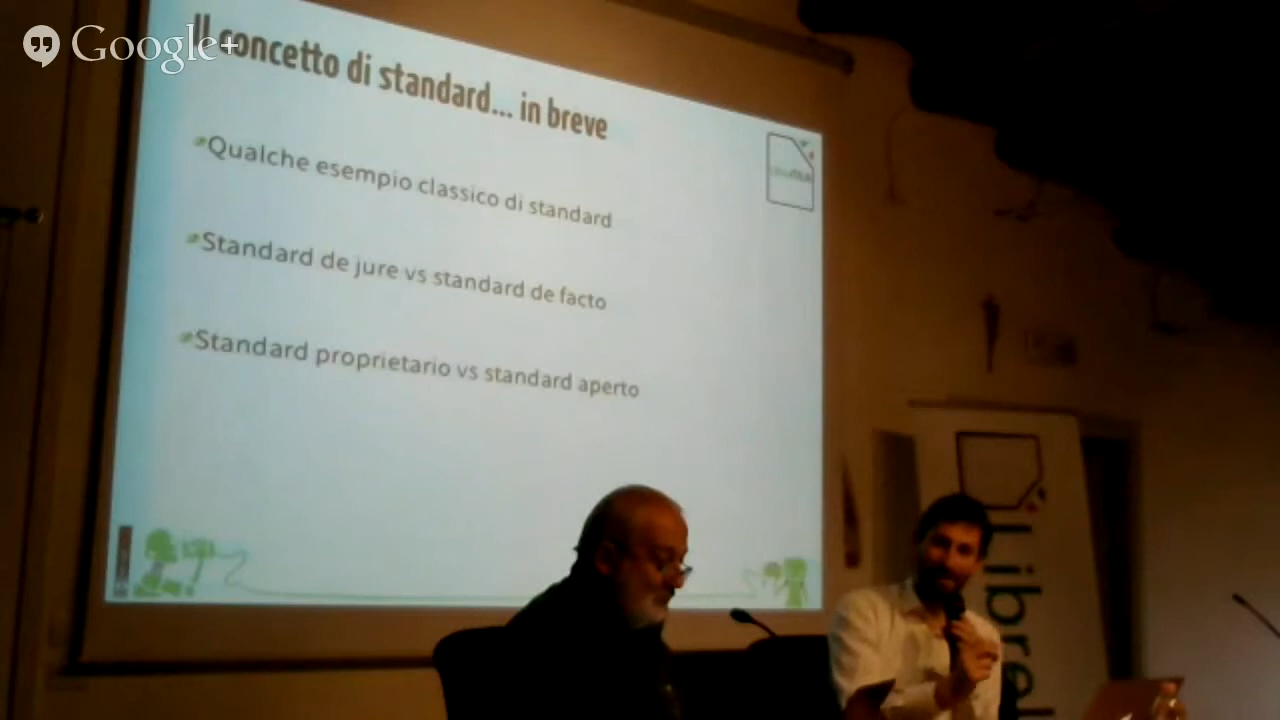 Google+
Il concetto di standard... in breve
Qualche esempio classico di standard
Standard de jure vs standard de facto
Standard proprietario vs standard aperto
Librel